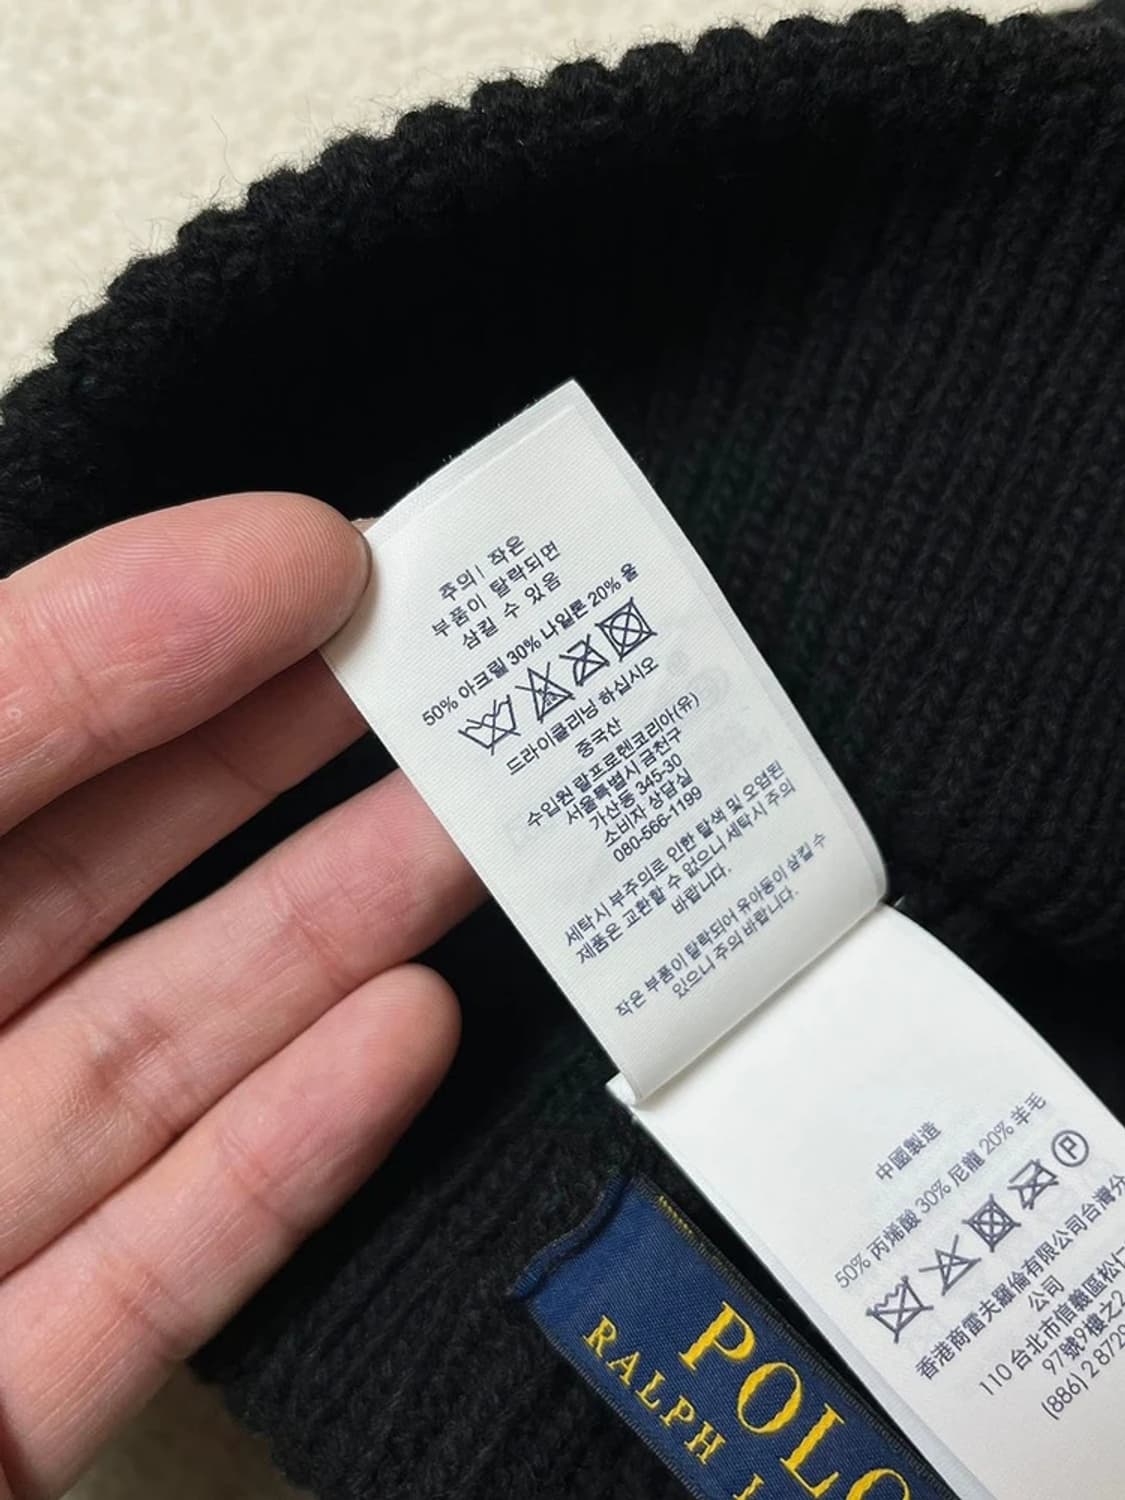 주의! 작은
부품이 탈락되면
삼킬 수 있음
50% 아크릴 30% 나일론 20% 울
드라이클리닝 하십시오
중국산
수입원 랄프로렌코리아(유)
서울특별시 금천구
가산동 345-30
소비자 상담실
080-566-1199
세탁시 부주의로 인한 탈색 및 오염된
제품은 교환할 수 없으니 세탁시 주의
바랍니다.
작은 부품이 탈락되어 유아동이 삼킬 수
있으니 주의 바랍니다.
中國製造
50% 丙烯酸 30% 尼龍 20% 羊毛
P
香港商雷夫羅倫有限公司台灣分
公司
110 台北市信義區松仁
97號9樓之2
(886) 2 8729
POLO
RALPH L